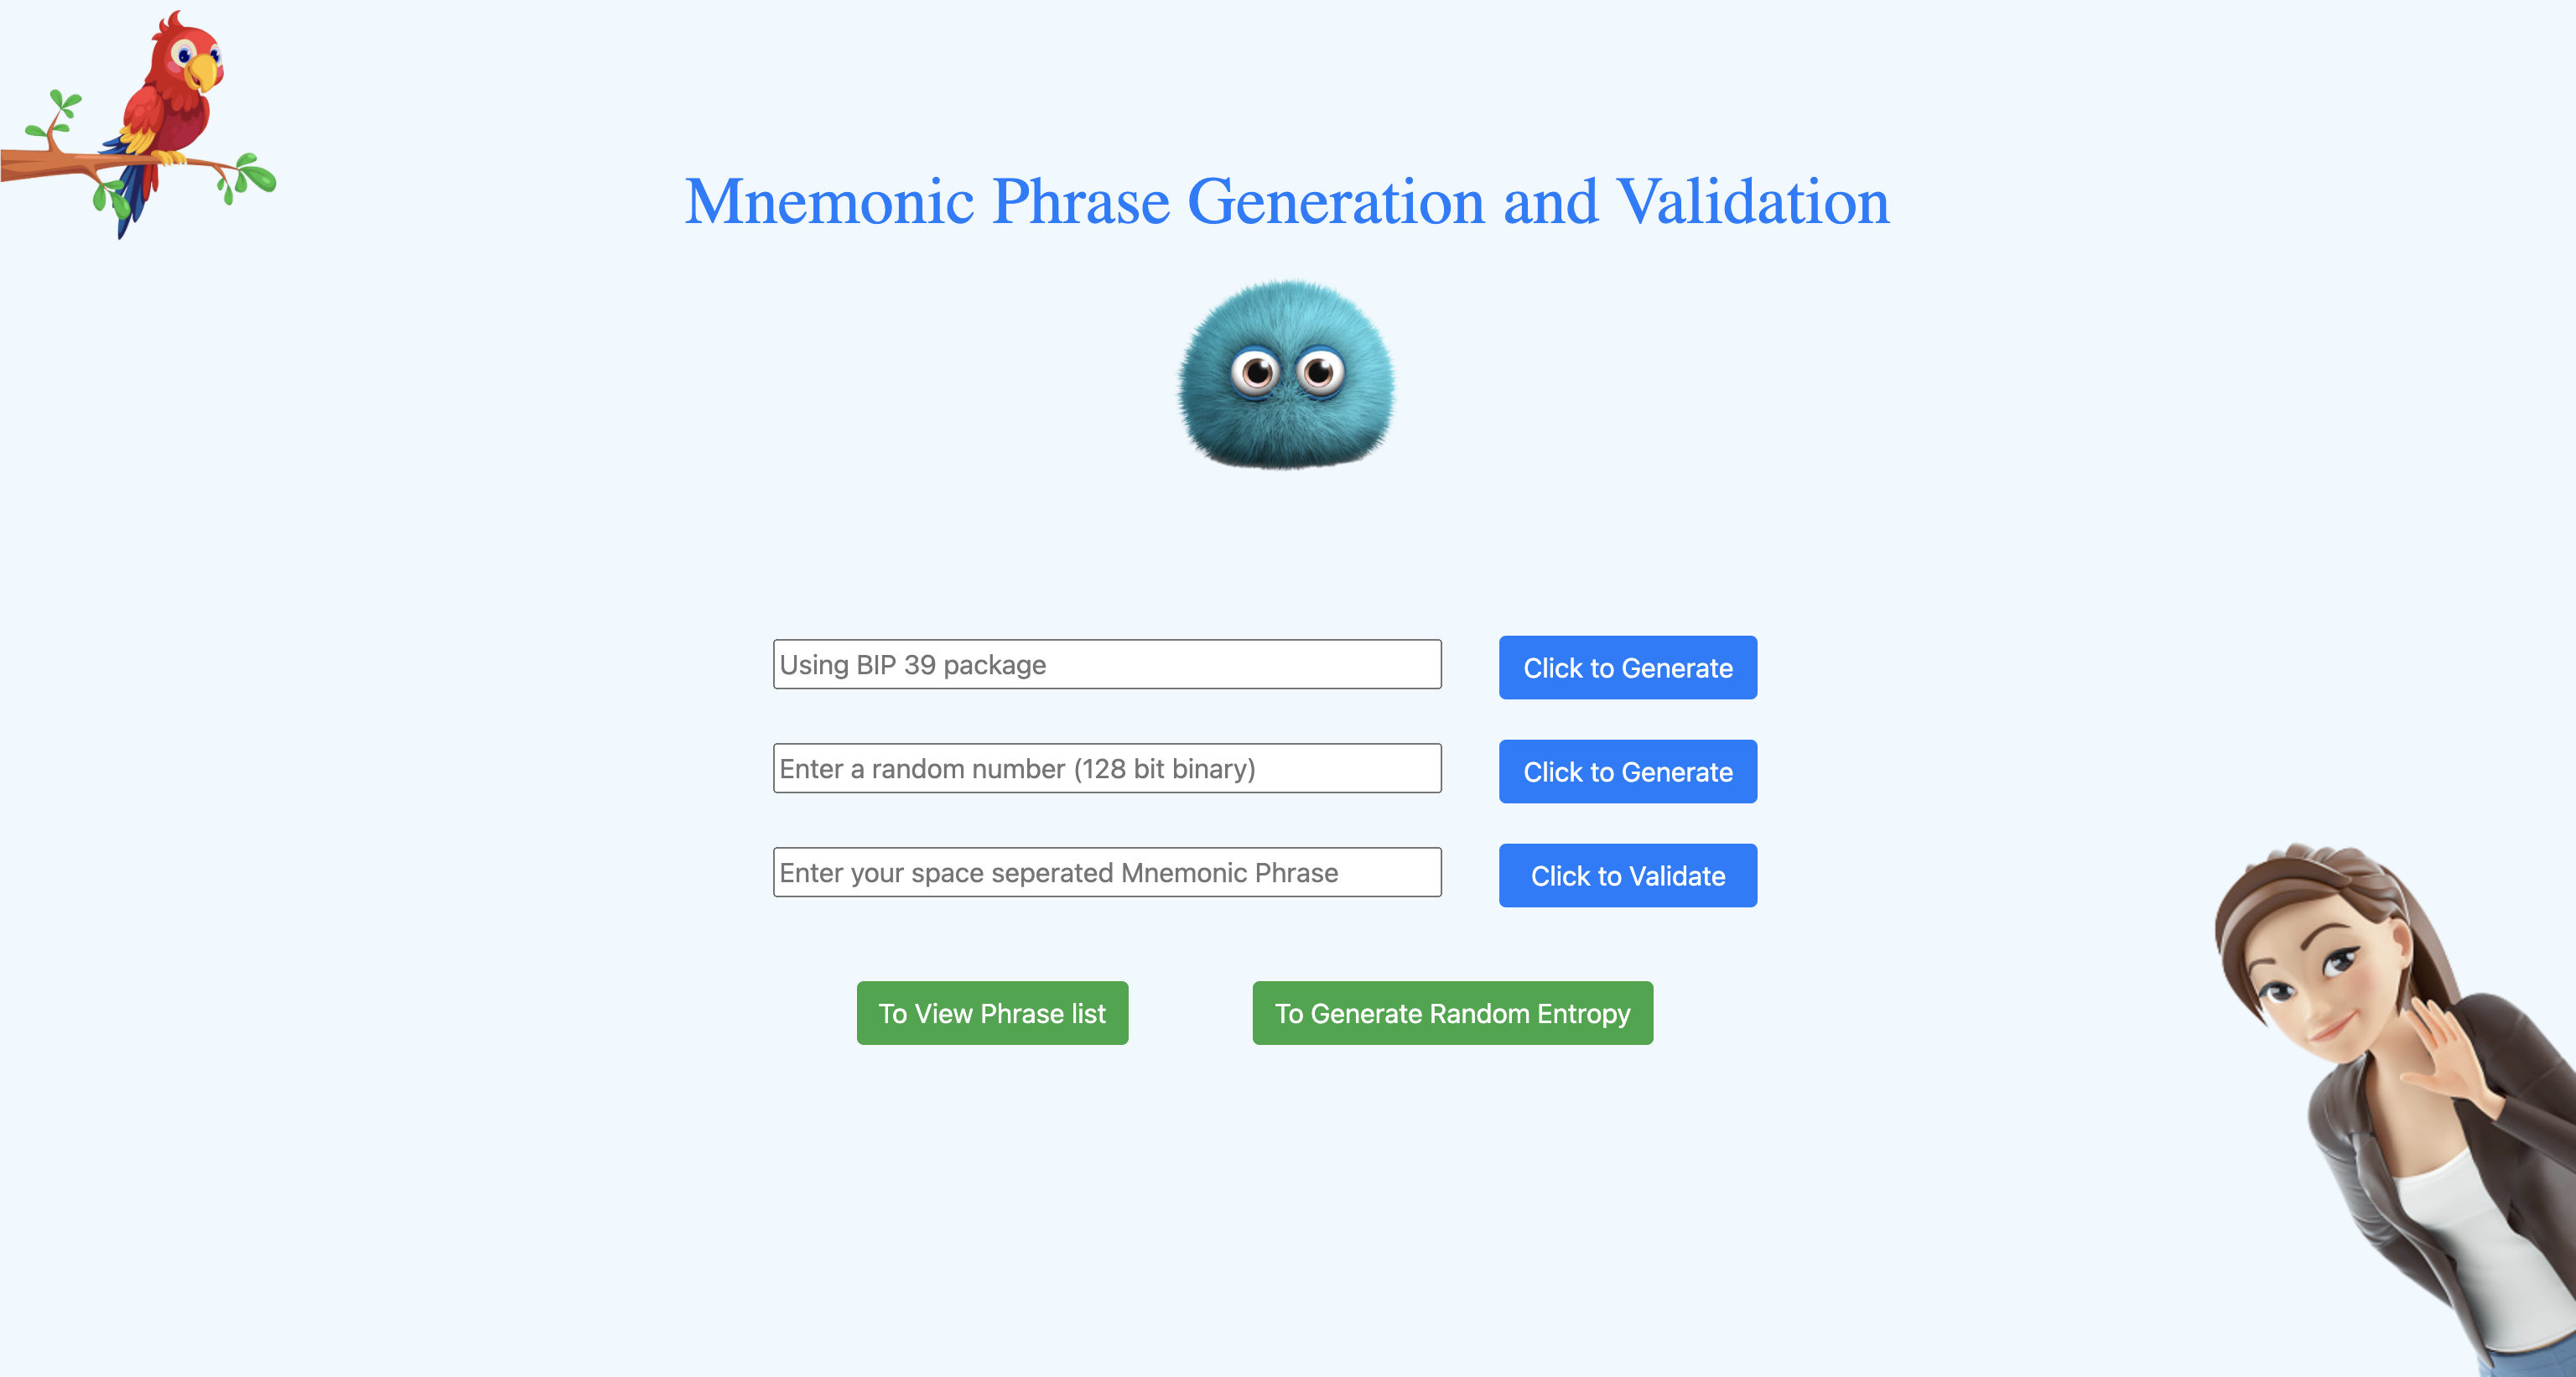 Mnemonic Phrase Generation and Validation
Using BIP 39 package
Click to Generate
Enter a random number (128 bit binary)
Click to Generate
Enter your space seperated Mnemonic Phrase
Click to Validate
To View Phrase list
To Generate Random Entropy